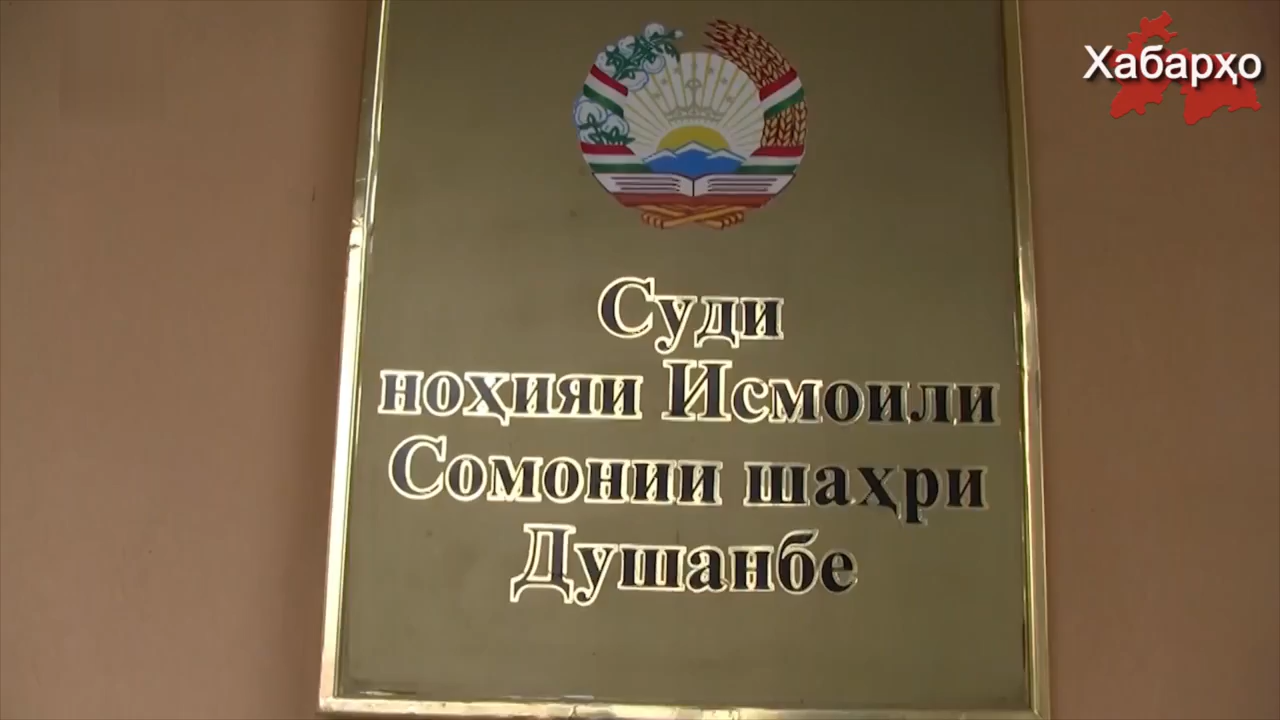 Хабарҳо
Суди
ноҳияи Исмоили
Сомонии шаҳри
Душанбе